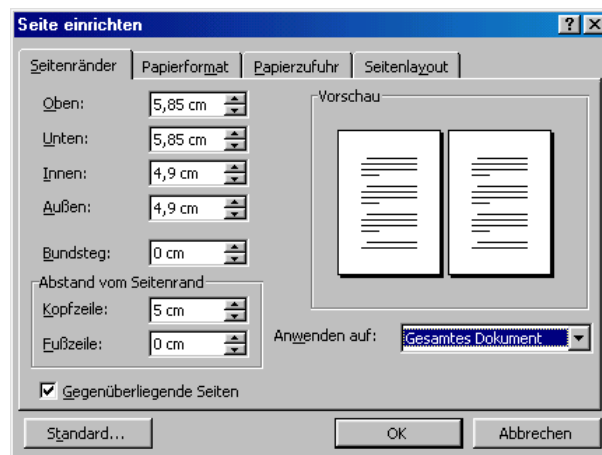 Seite einrichten
Seitenränder Papierformat Papierzufuhr Seitenlayout
Oben: 5,85 cm
Unten: 5,85 cm
Innen: 4,9 cm
Außen: 4,9 cm
Bundsteg: 0 cm
Abstand vom Seitenrand
Kopfzeile: 5 cm
Fußzeile: 0 cm
Vorschau
Anwenden auf: Gesamtes Dokument
Gegenüberliegende Seiten
Standard... OK Abbrechen